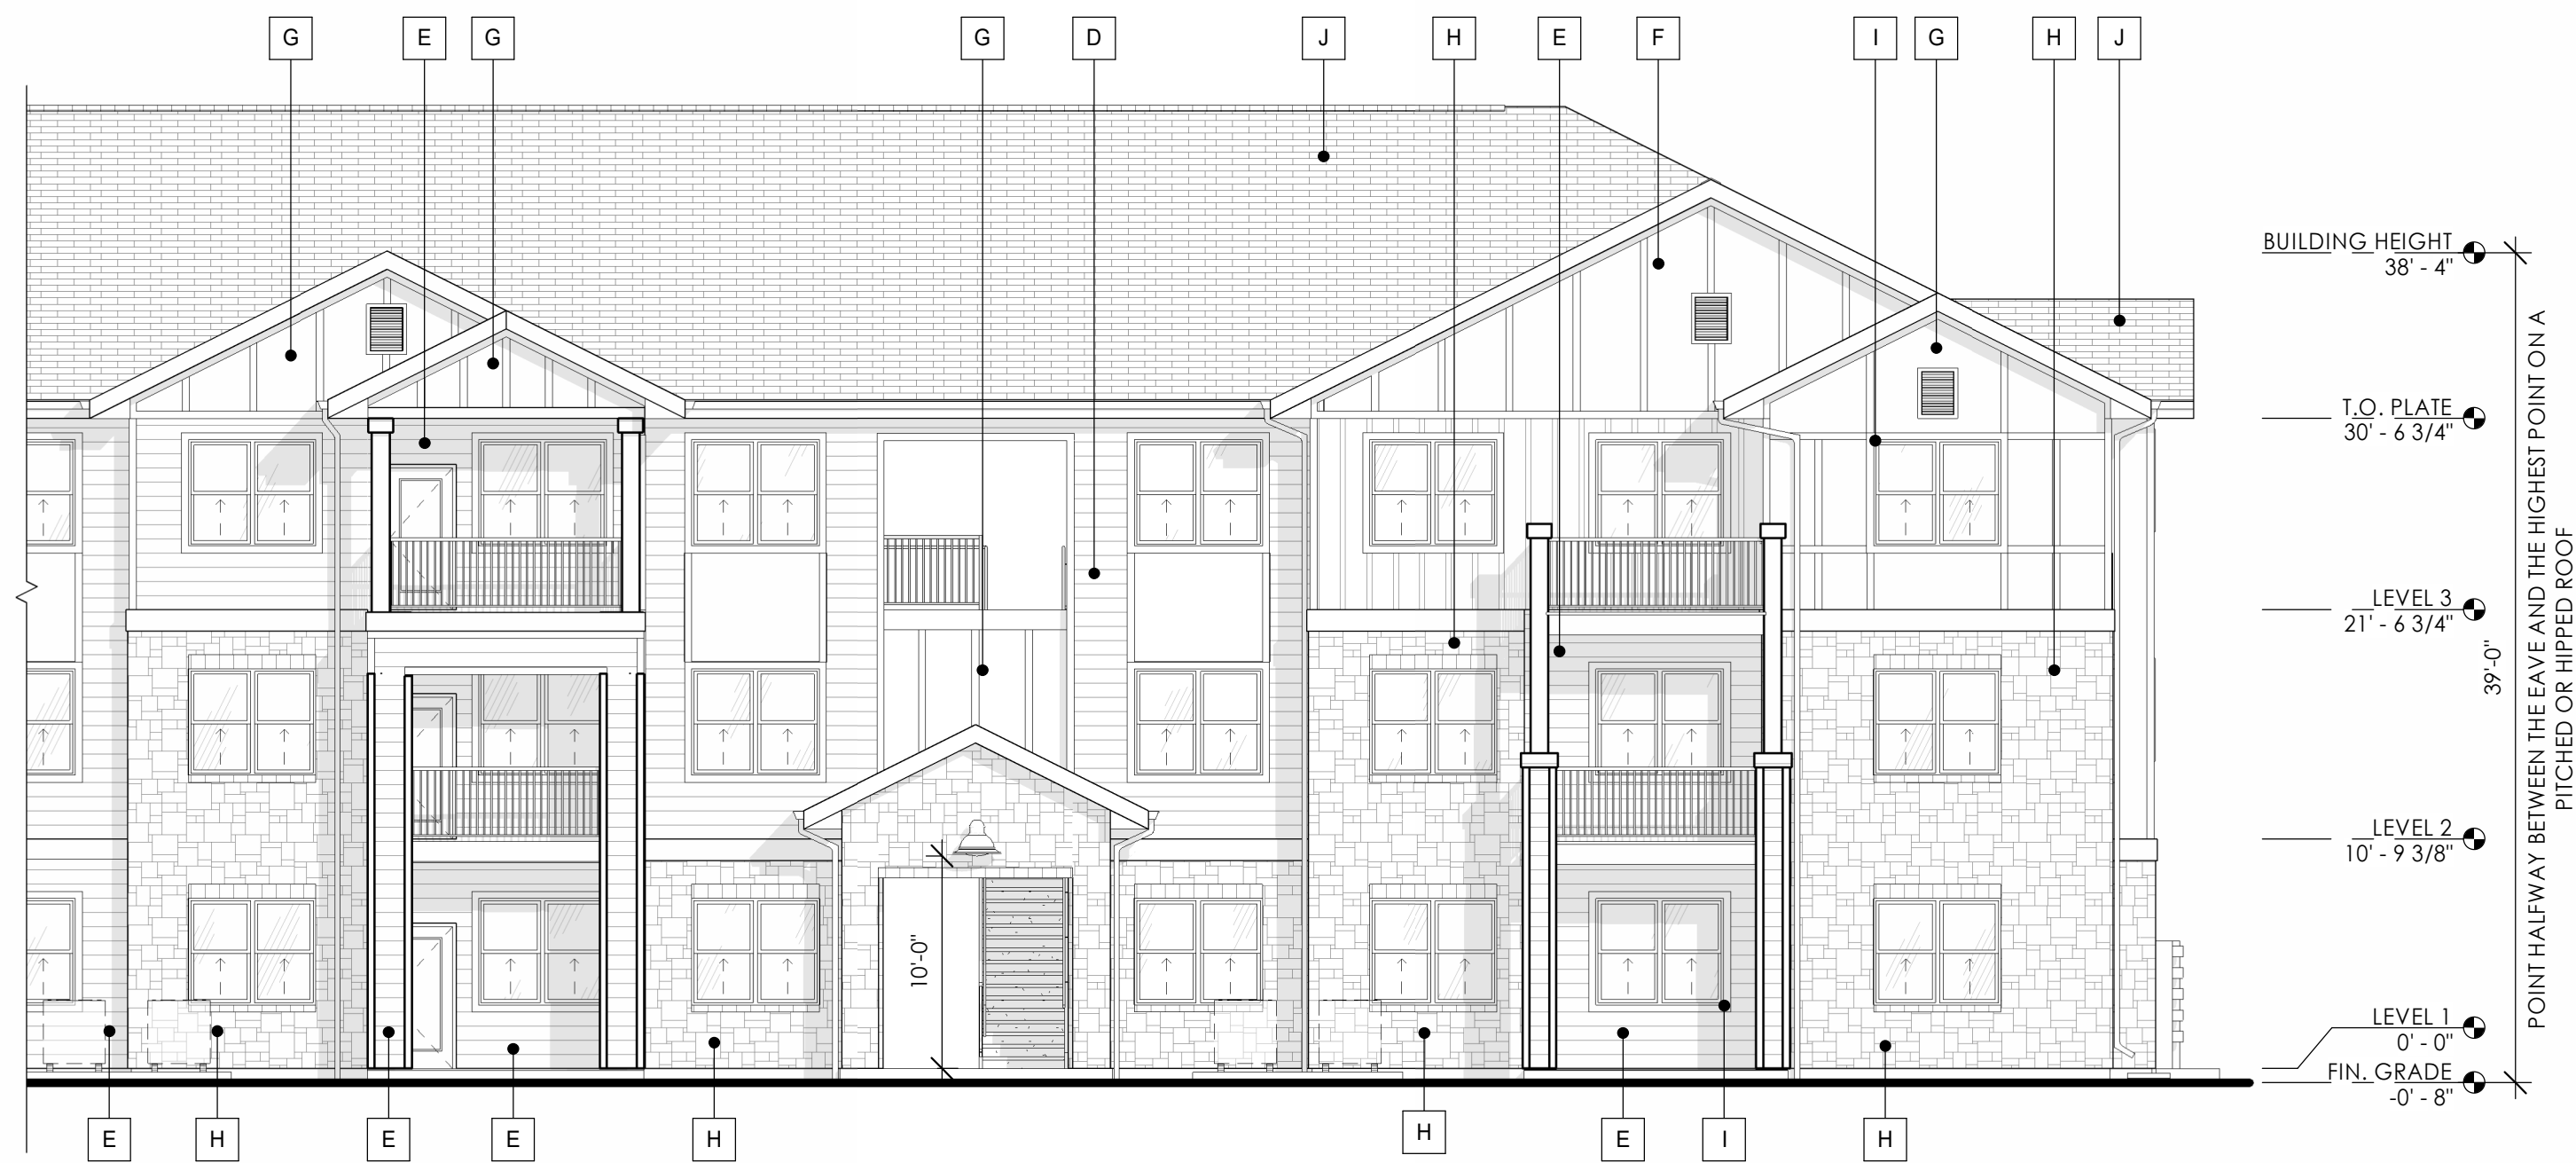 G
E
G
G
D
J
H
E
F
I
G
H
J
BUILDING HEIGHT
38' - 4"
T.O. PLATE
30' - 6 3/4"
LEVEL 3
21' - 6 3/4"
LEVEL 2
10' - 9 3/8"
LEVEL 1
0' - 0"
FIN. GRADE
-0' - 8"
39'-0"
POINT HALFWAY BETWEEN THE EAVE AND THE HIGHEST POINT ON A
PITCHED OR HIPPED ROOF
10'-0"
E
H
E
E
H
H
E
I
H